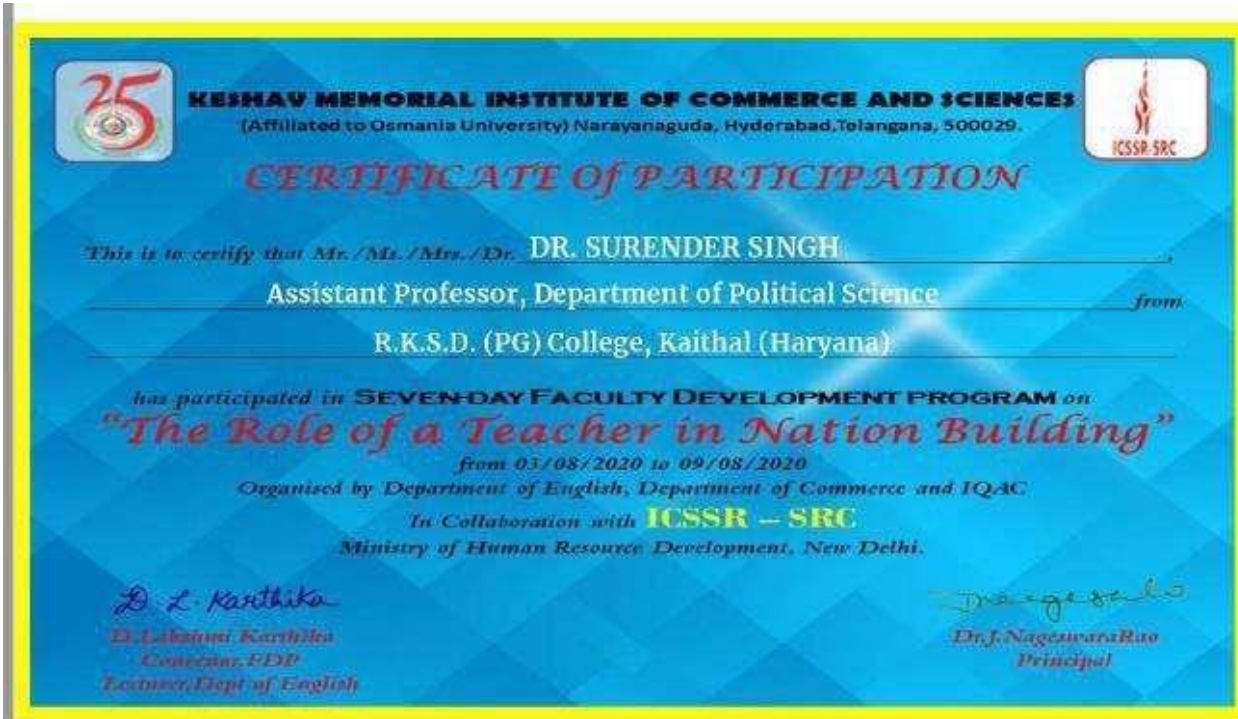 25
KESHAV MEMORIAL INSTITUTE OF COMMERCE AND SCIENCES
(Affiliated to Osmania University) Narayanaguda, Hyderabad,Telangana, 500029.
ICSSR-SRC
CERTIFICATE Of PARTICIPATION
This is to certify that Mr./Ms./Mrs./Dr. DR. SURENDER SINGH,
Assistant Professor, Department of Political Science from
R.K.S.D. (PG) College, Kaithal (Haryana)
has participated in SEVEN-DAY FACULTY DEVELOPMENT PROGRAM on
"The Role of a Teacher in Nation Building"
from 03/08/2020 to 09/08/2020
Organised by Department of English, Department of Commerce and IQAC
In Collaboration with ICSSR – SRC
Ministry of Human Resource Development, New Delhi.
D L. Karthika
D.Lakshmi Karthika
Convenor,FDP
Lecturer,Dept of English
Dr.J.NageswaraRao
Principal